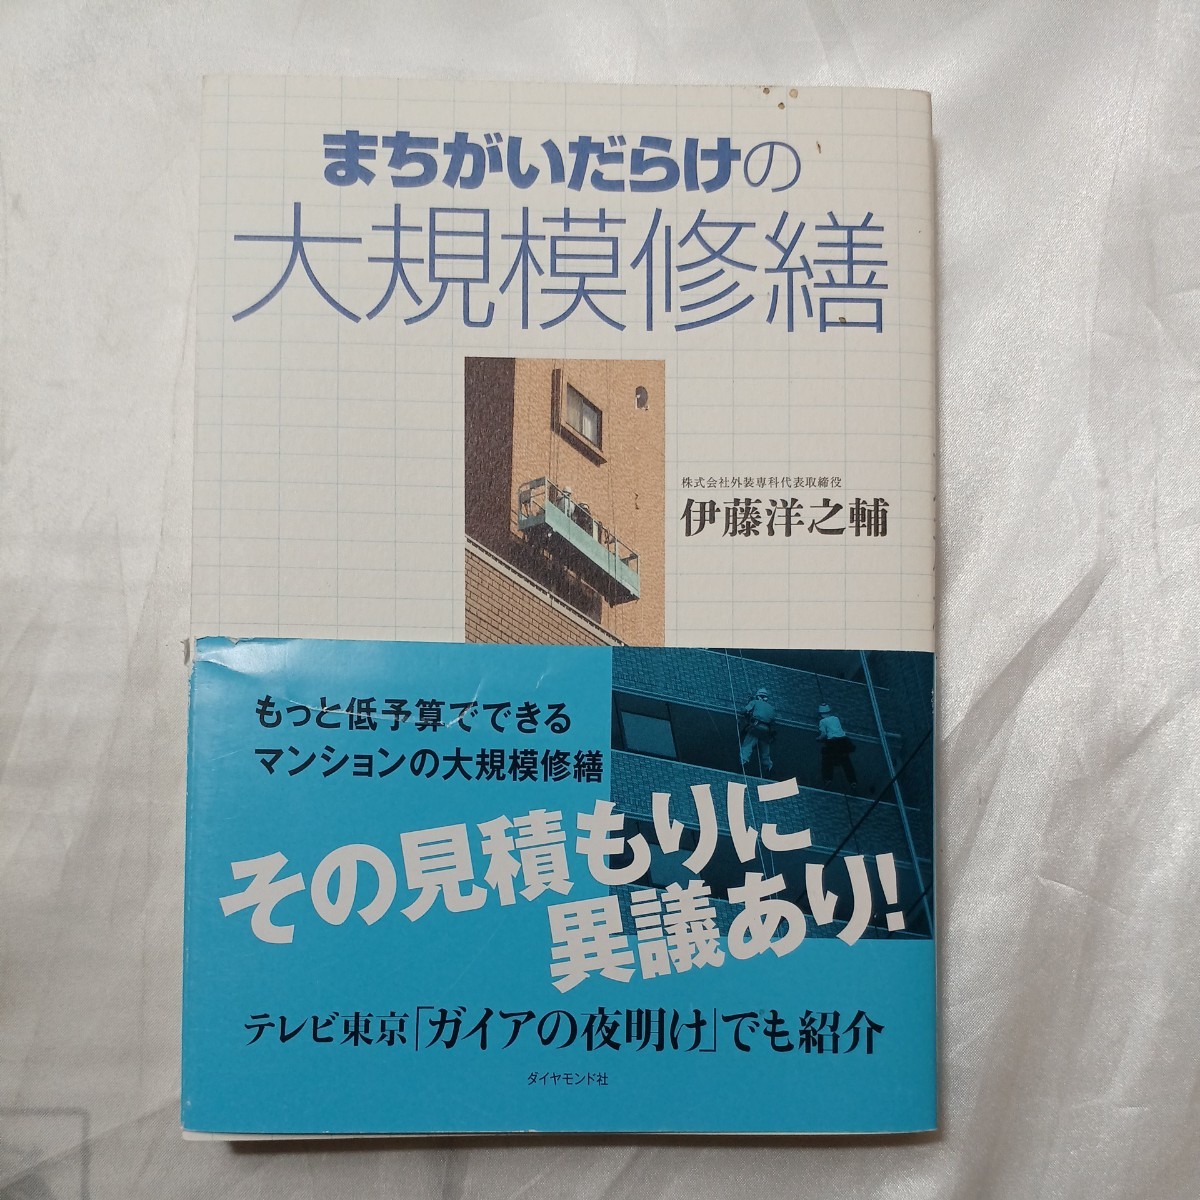 まちがいだらけの
大規模修繕
株式会社外装専科代表取締役
伊藤洋之輔
もっと低予算でできる
マンションの大規模修繕
その見積もりに
異議あり!
テレビ東京「ガイアの夜明け」でも紹介
ダイヤモンド社